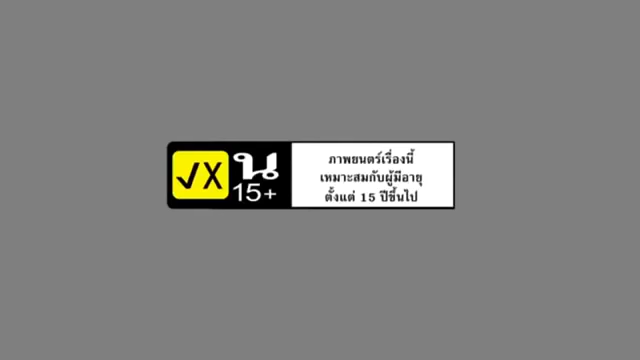 ✓X
น
15+
ภาพยนตร์เรื่องนี้
เหมาะสมกับผู้มีอายุ
ตั้งแต่ 15 ปีขึ้นไป